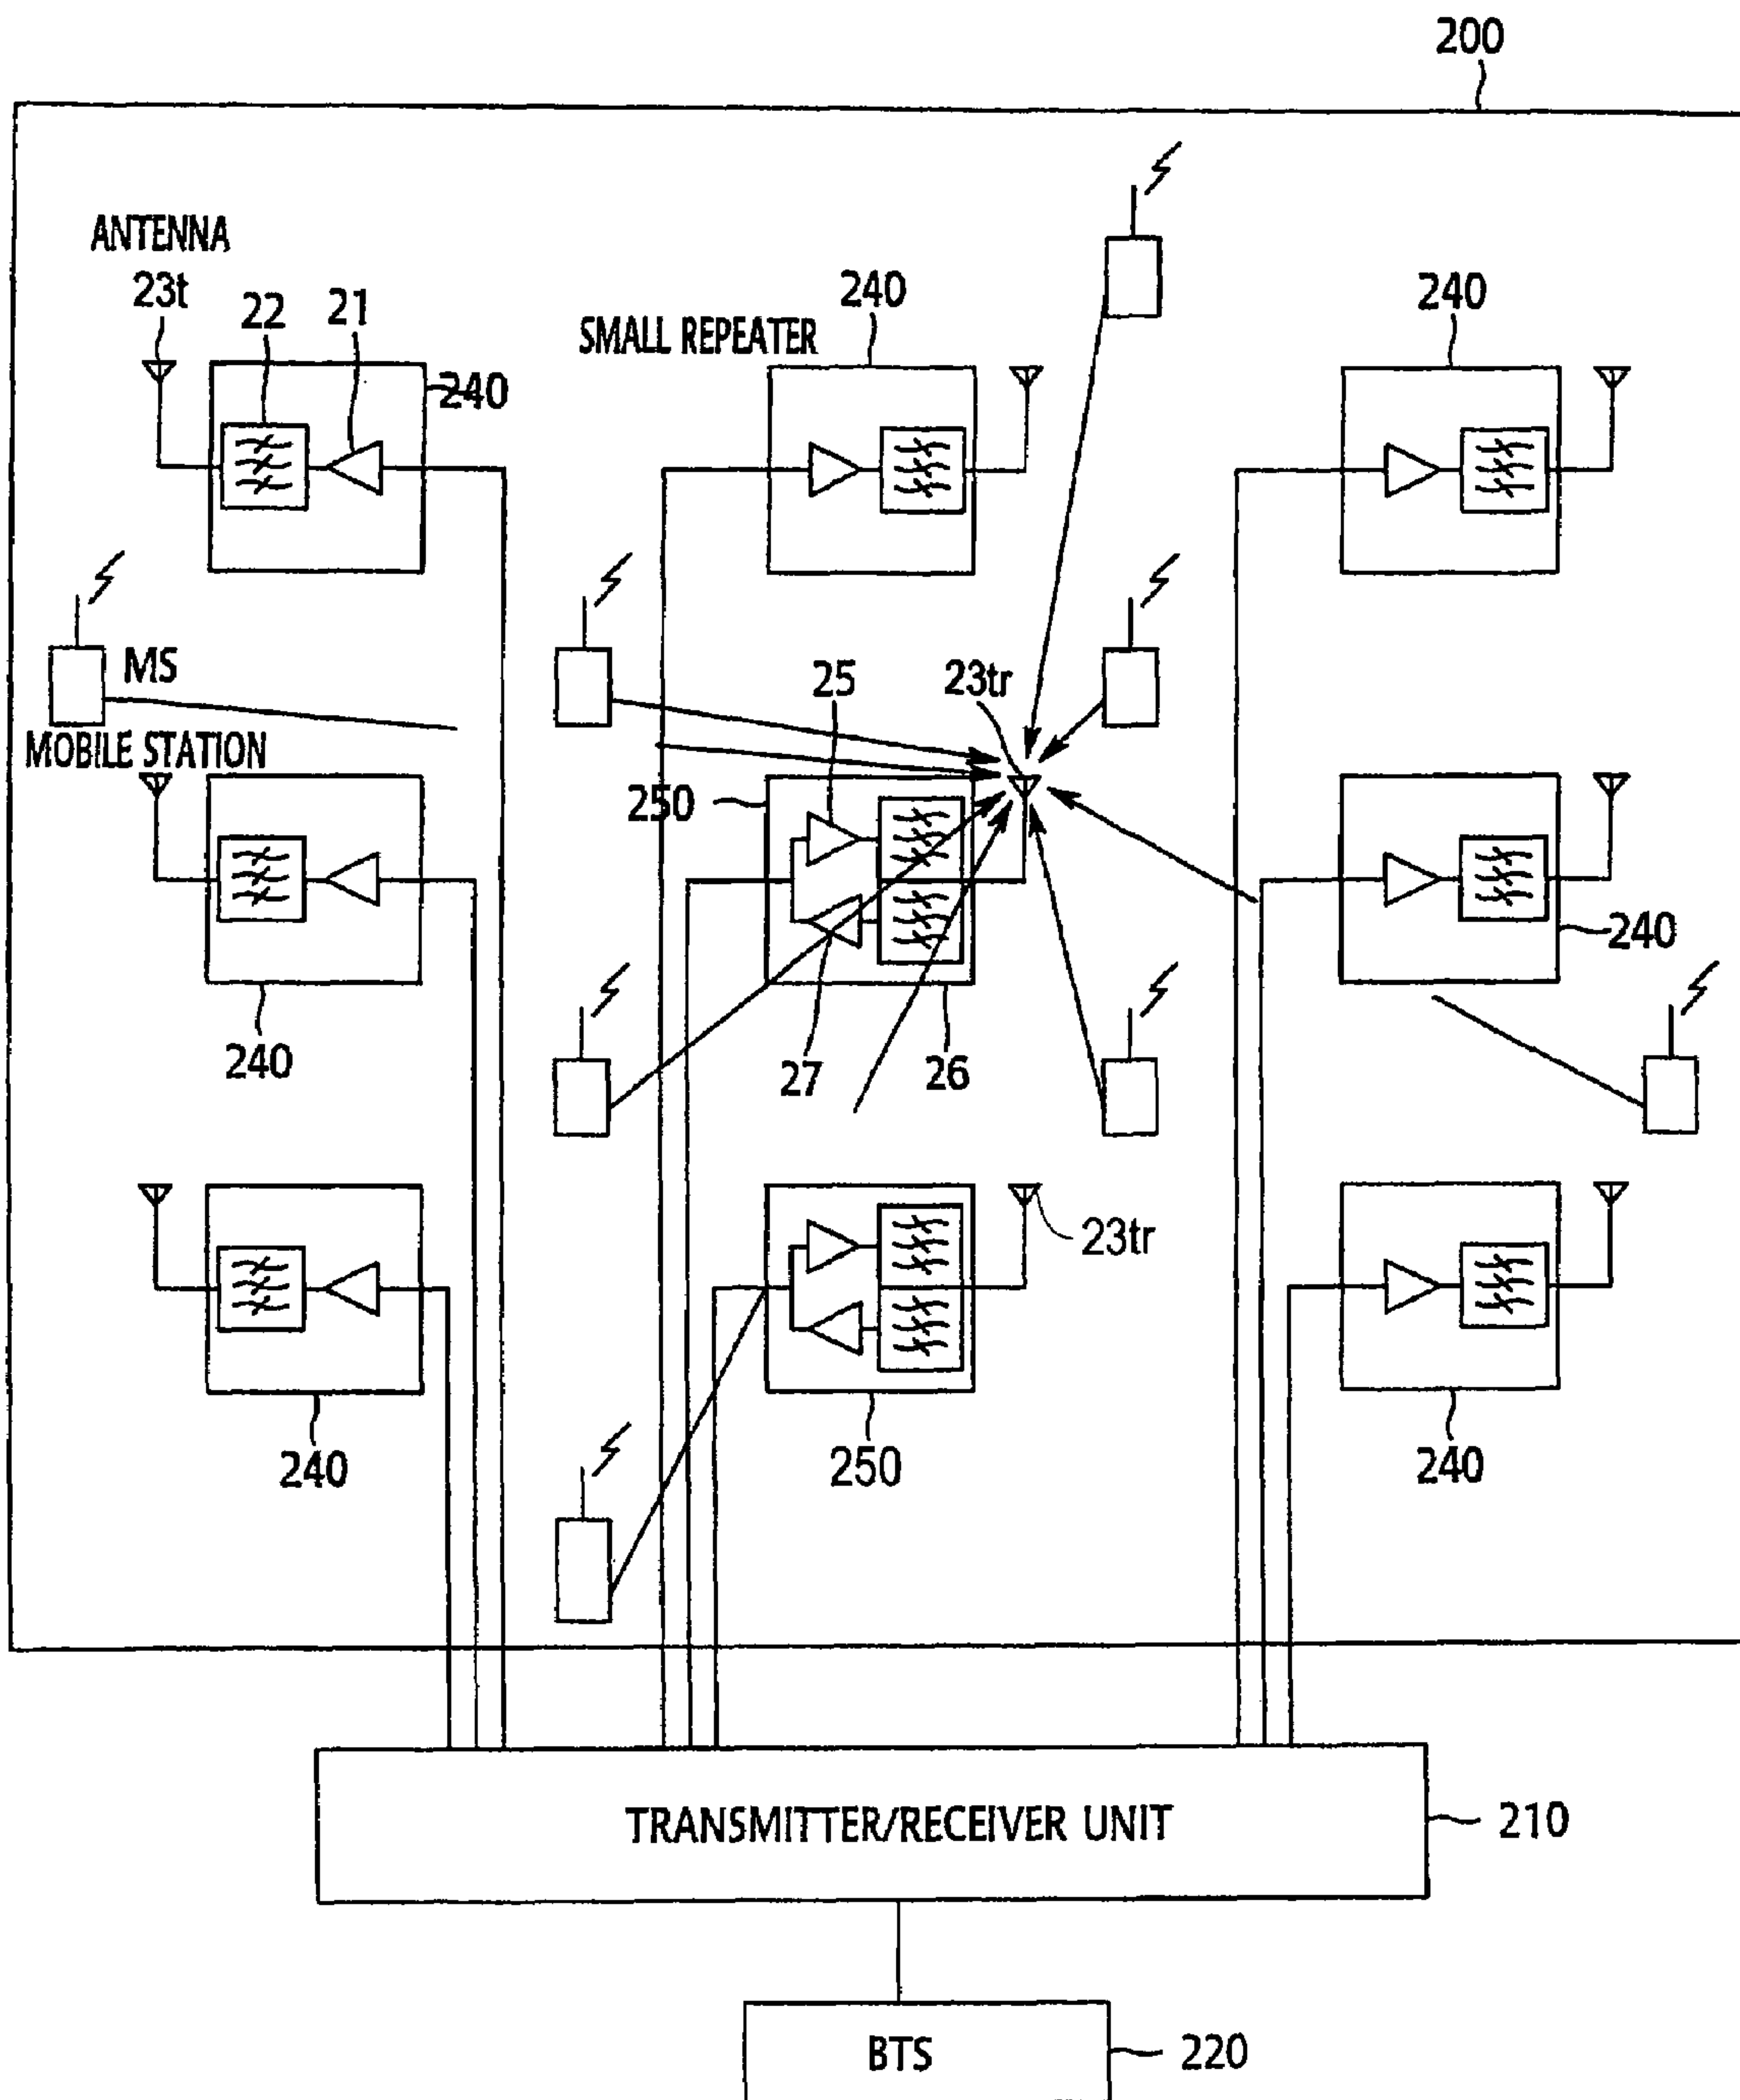 200
ANTENNA
23t
22
21
240
SMALL REPEATER
240
240
MS
MOBILE STATION
25
23tr
250
240
240
27
26
23tr
240
250
240
TRANSMITTER/RECEIVER UNIT
210
BTS
220